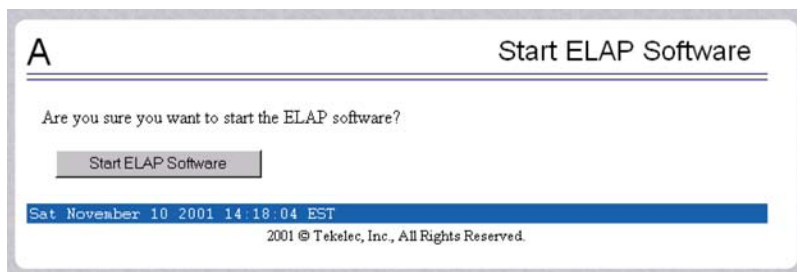 A Start ELAP Software
Are you sure you want to start the ELAP software?
Start ELAP Software
Sat November 10 2001 14:18:04 EST
2001 © Tekelec, Inc., All Rights Reserved.